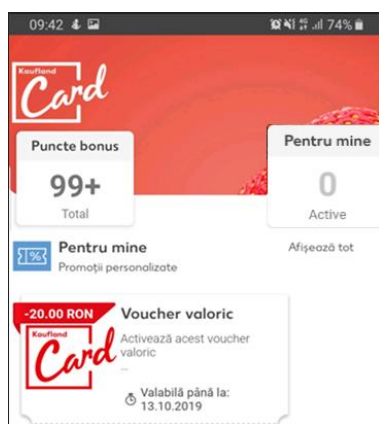 09:42
74%
Kaufland
Card
Puncte bonus
99+
Total
Pentru mine
0
Active
Pentru mine
Promoții personalizate
Afișează tot
-20.00 RON
Kaufland
Card
Voucher valoric
Activează acest voucher
valoric
...
Valabilă până la:
13.10.2019